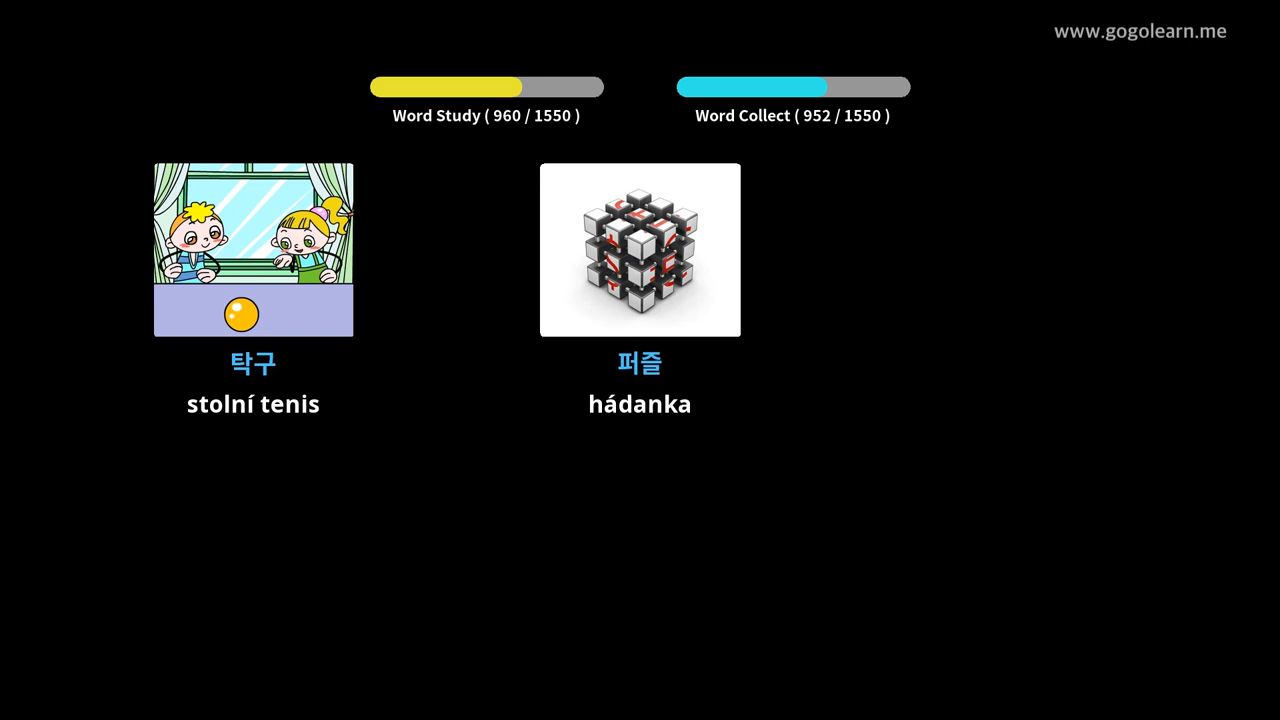 www.gogolearn.me
Word Study ( 960 / 1550 )
Word Collect ( 952 / 1550 )
탁구
stolní tenis
퍼즐
hádanka